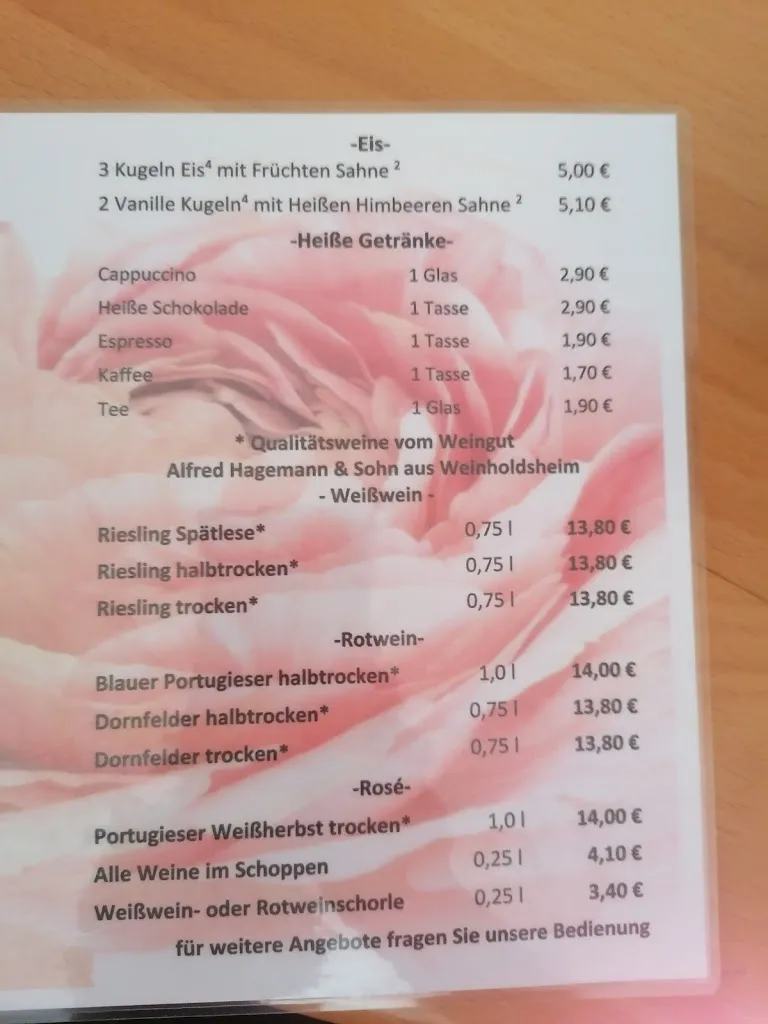 -Eis-
3 Kugeln Eis⁴ mit Früchten Sahne ² 5,00 €
2 Vanille Kugeln⁴ mit Heißen Himbeeren Sahne ² 5,10 €
-Heiße Getränke-
Cappuccino 1 Glas 2,90 €
Heiße Schokolade 1 Tasse 2,90 €
Espresso 1 Tasse 1,90 €
Kaffee 1 Tasse 1,70 €
Tee 1 Glas 1,90 €
* Qualitätsweine vom Weingut
Alfred Hagemann & Sohn aus Weinholdsheim
- Weißwein -
Riesling Spätlese* 0,75 l 13,80 €
Riesling halbtrocken* 0,75 l 13,80 €
Riesling trocken* 0,75 l 13,80 €
-Rotwein-
Blauer Portugieser halbtrocken* 1,0 l 14,00 €
Dornfelder halbtrocken* 0,75 l 13,80 €
Dornfelder trocken* 0,75 l 13,80 €
-Rosé-
Portugieser Weißherbst trocken* 1,0 l 14,00 €
Alle Weine im Schoppen 0,25 l 4,10 €
Weißwein- oder Rotweinschorle 0,25 l 3,40 €
für weitere Angebote fragen Sie unsere Bedienung